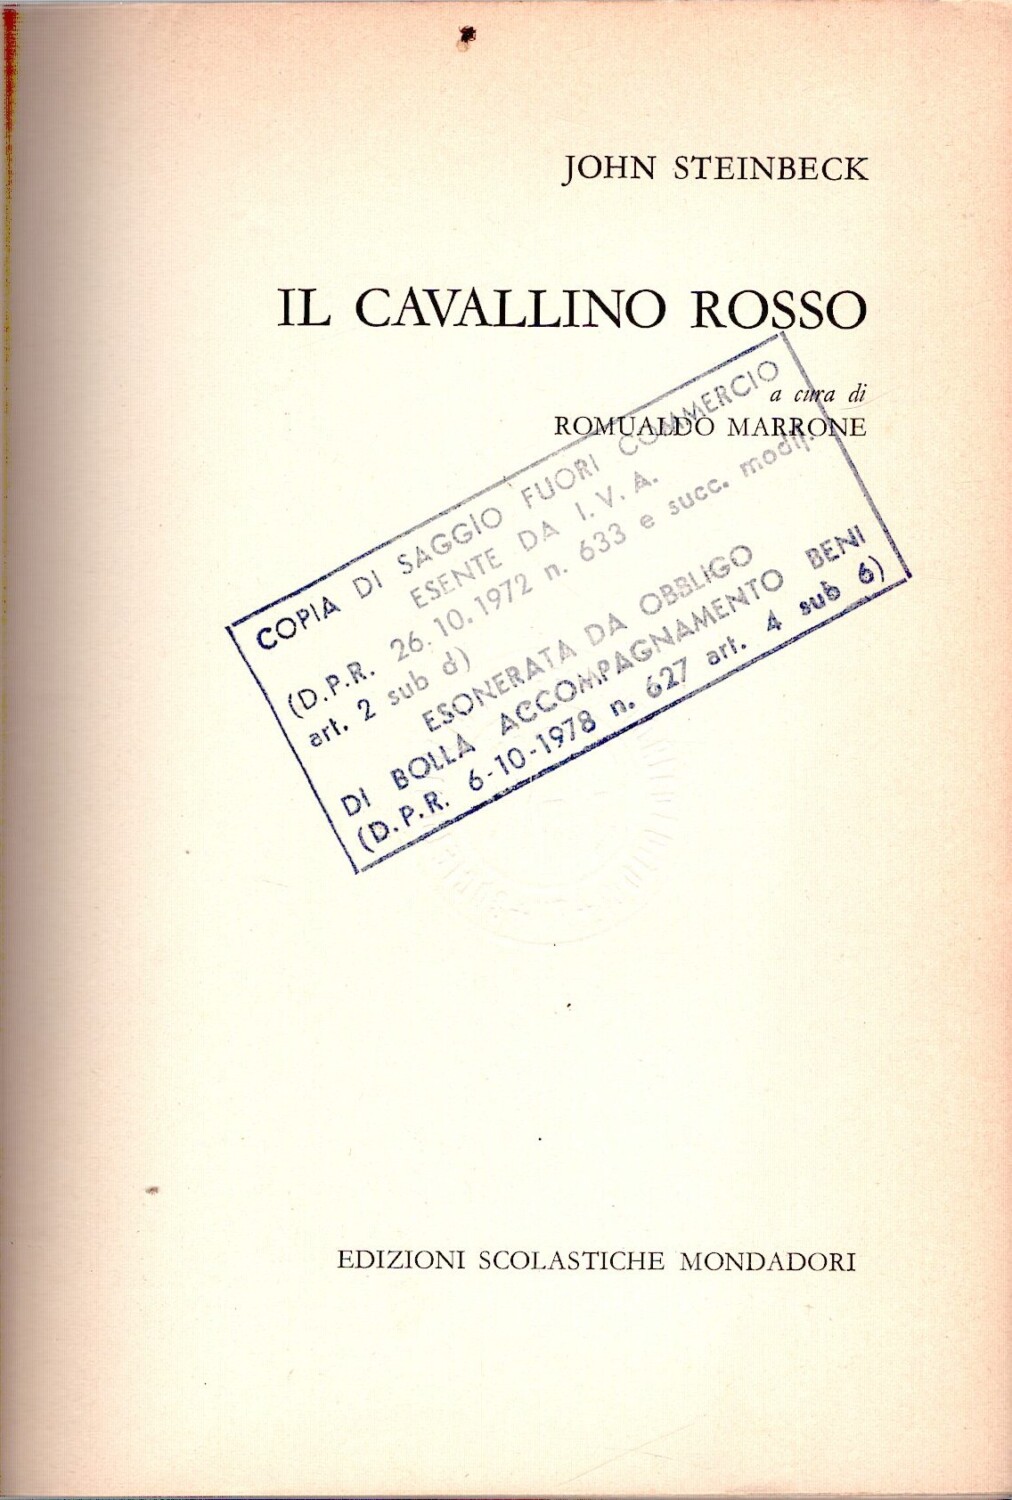 JOHN STEINBECK
IL CAVALLINO ROSSO
a cura di
ROMUALDO MARRONE
COPIA DI SAGGIO FUORI COMMERCIO
ESENTE DA I.V.A.
(D.P.R. 26.10.1972 n. 633 e succ. modif.
art. 2 sub d)
ESONERATA DA OBBLIGO
DI BOLLA ACCOMPAGNAMENTO BENI
(D.P.R. 6-10-1978 n. 627 art. 4 sub 6)
EDIZIONI SCOLASTICHE MONDADORI